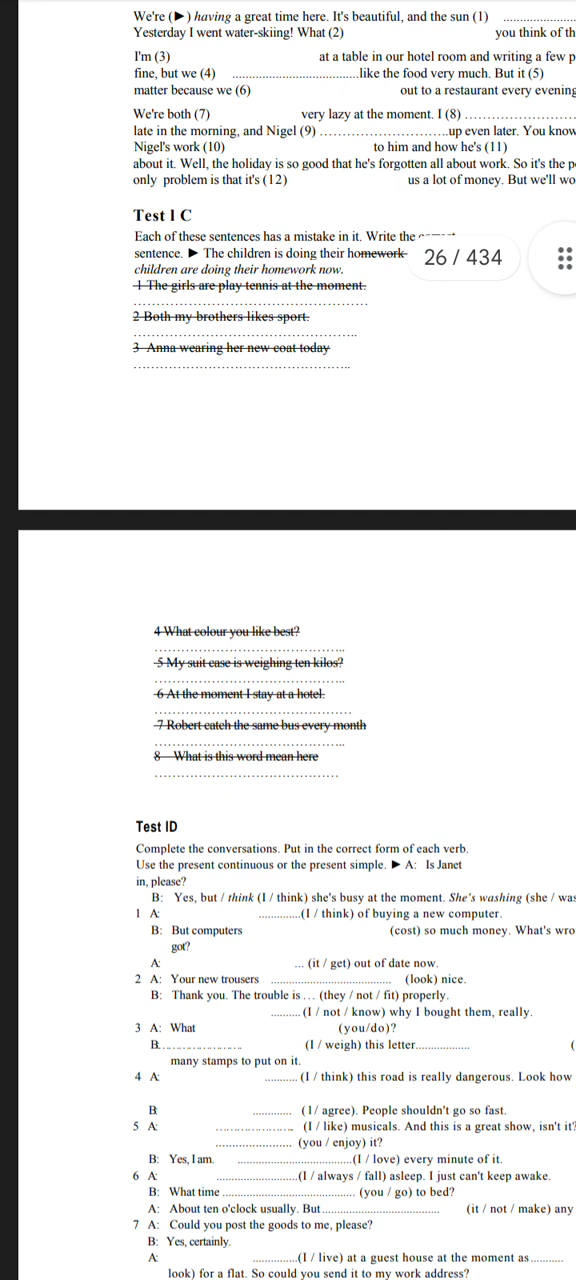 We're (►) having a great time here. It's beautiful, and the sun (1) ......................
Yesterday I went water-skiing! What (2) you think of th
I'm (3) at a table in our hotel room and writing a few p
fine, but we (4) ......................................like the food very much. But it (5)
matter because we (6) out to a restaurant every evening
We're both (7) very lazy at the moment. I (8) ..........................
late in the morning, and Nigel (9) ..............................up even later. You know
Nigel's work (10) to him and how he's (11)
about it. Well, the holiday is so good that he's forgotten all about work. So it's the p
only problem is that it's (12) us a lot of money. But we'll wo
Test I C
Each of these sentences has a mistake in it. Write the
sentence. ► The children is doing their homework
26 / 434
children are doing their homework now.
1 The girls are play tennis at the moment.
......................................................
2 Both my brothers likes sport.
...................................................
3 Anna wearing her new coat today
.................................................
4 What colour you like best?
............................................
5 My suit case is weighing ten kilos?
............................................
6 At the moment I stay at a hotel.
..............................................
7 Robert catch the same bus every month
............................................
8 What is this word mean here
..........................................
Test ID
Complete the conversations. Put in the correct form of each verb.
Use the present continuous or the present simple. ► A: Is Janet
in, please?
B: Yes, but / think (I / think) she's busy at the moment. She's washing (she / was
1 A: .............(I / think) of buying a new computer.
B: But computers (cost) so much money. What's wro
got?
A: ... (it / get) out of date now.
2 A: Your new trousers ....................................... (look) nice.
B: Thank you. The trouble is ... (they / not / fit) properly.
..........(I / not / know) why I bought them, really.
3 A: What (you/do)?
B........................ (I / weigh) this letter.................. (
many stamps to put on it.
4 A: ........... (I / think) this road is really dangerous. Look how
B: ............. (1/ agree). People shouldn't go so fast.
5 A: ........................ (I / like) musicals. And this is a great show, isn't it?
........................ (you / enjoy) it?
B: Yes, I am. .....................................(I / love) every minute of it.
6 A: ..........................(I / always / fall) asleep. I just can't keep awake.
B: What time ........................................... (you / go) to bed?
A: About ten o'clock usually. But...................................... (it / not / make) any
7 A: Could you post the goods to me, please?
B: Yes, certainly.
A: ..............(I / live) at a guest house at the moment as...........
look) for a flat. So could you send it to my work address?